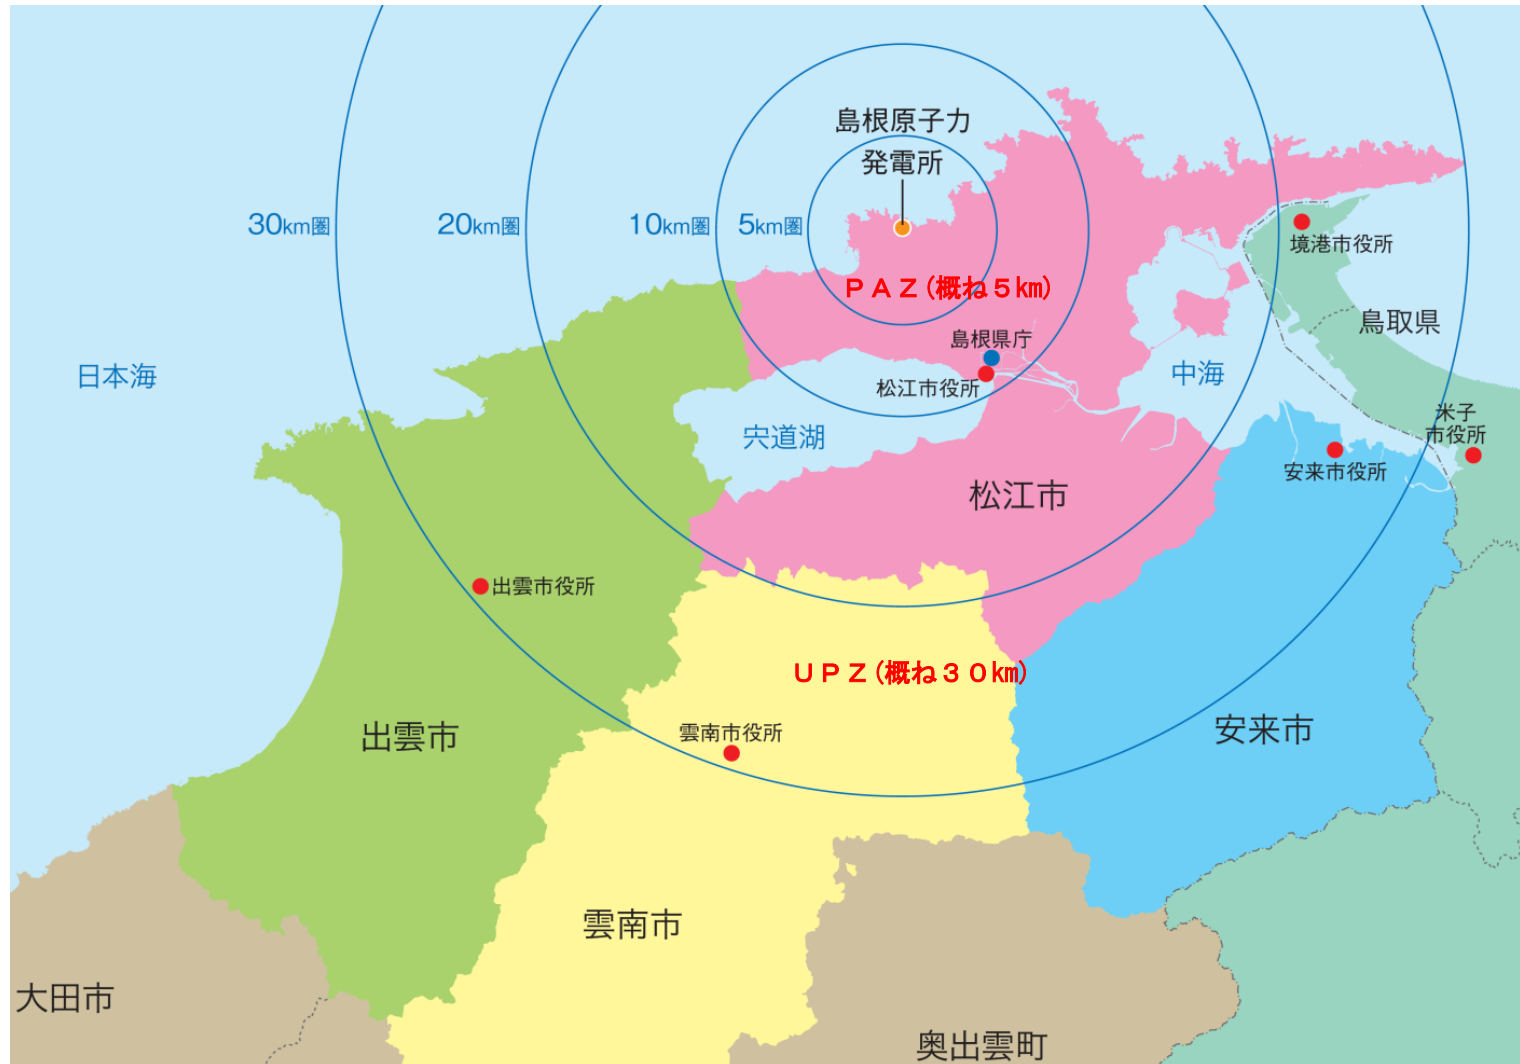 島根原子力
発電所
30km圏
20km圏
10km圏
5km圏
境港市役所
PAZ(概ね5㎞)
鳥取県
島根県庁
松江市役所
中海
日本海
米子
市役所
宍道湖
安来市役所
松江市
出雲市役所
UPZ(概ね30㎞)
雲南市役所
出雲市
安来市
雲南市
大田市
奥出雲町